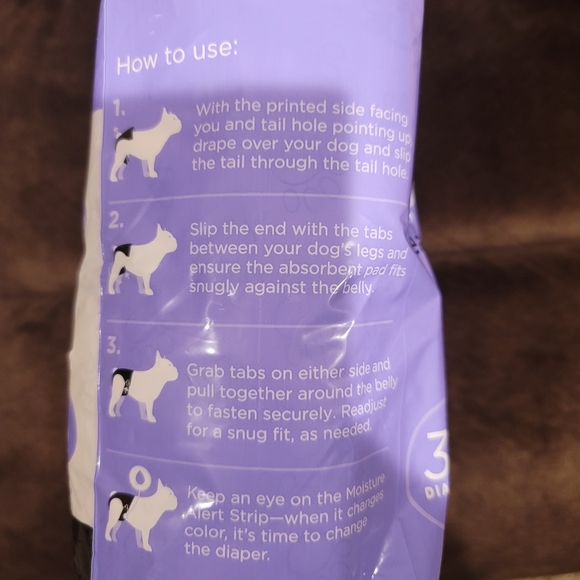 How to use:
1.
With the printed side facing
you and tail hole pointing up,
drape over your dog and slip
the tail through the tail hole.
2.
Slip the end with the tabs
between your dog's legs and
ensure the absorbent pad fits
snugly against the belly.
3.
Grab tabs on either side and
pull together around the belly
to fasten securely. Readjust
for a snug fit, as needed.
Keep an eye on the Moisture
Alert Strip—when it changes
color, it's time to change
the diaper.
3
DIA